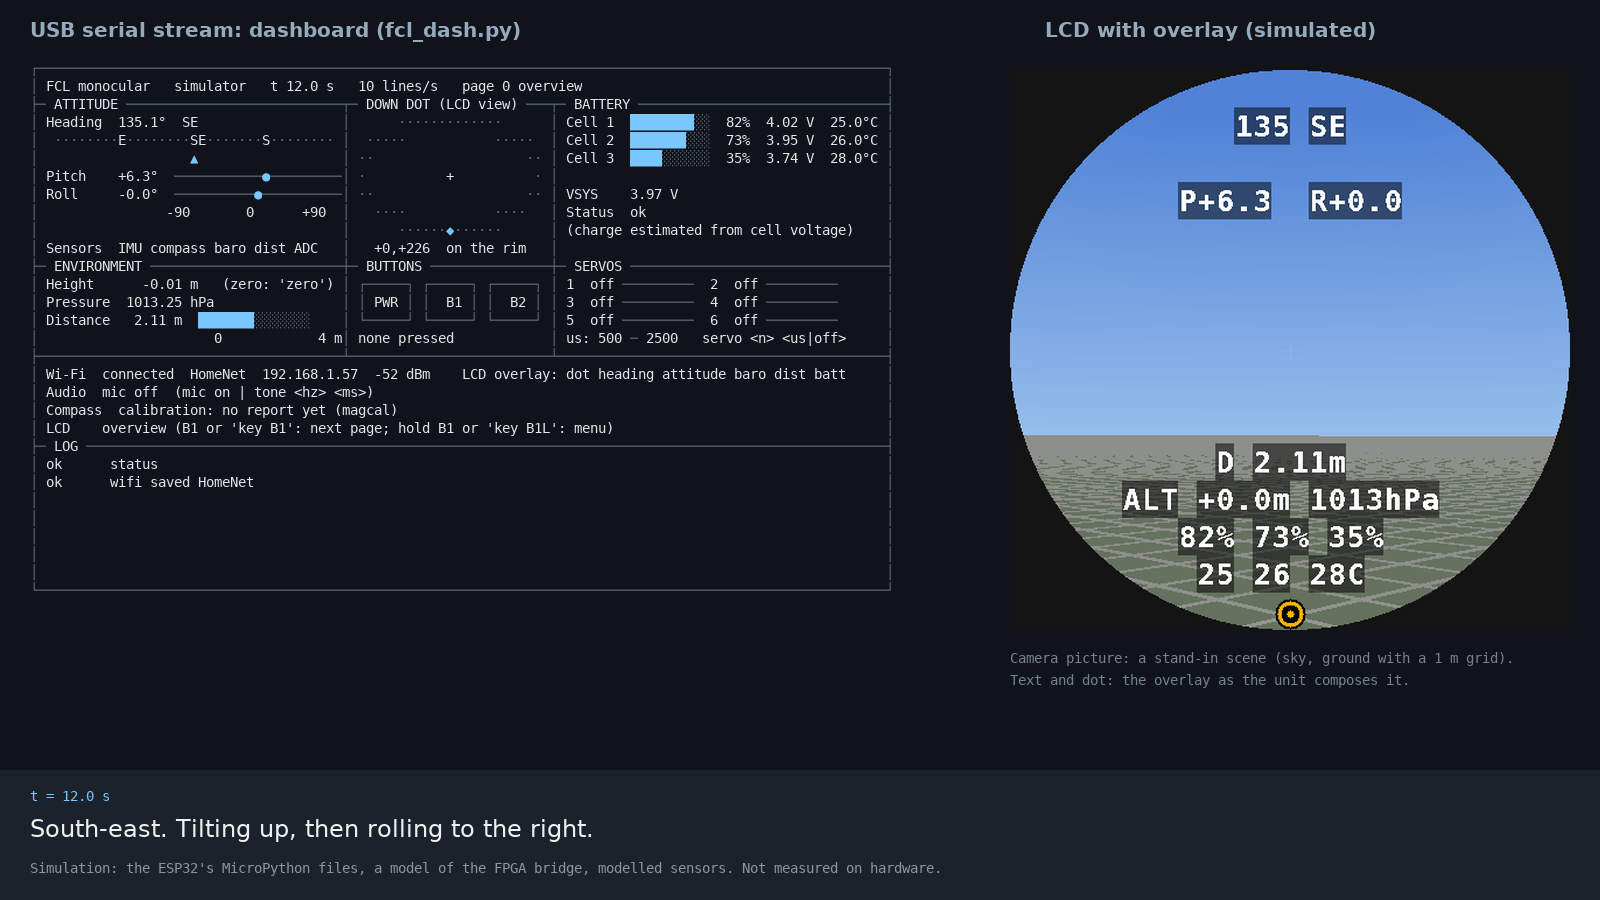 USB serial stream: dashboard (fcl_dash.py)
LCD with overlay (simulated)
FCL monocular simulator t 12.0 s 10 lines/s page 0 overview
ATTITUDE DOWN DOT (LCD view) BATTERY
Heading 135.1° SE Cell 1 82% 4.02 V 25.0°C
E SE S Cell 2 73% 3.95 V 26.0°C
Cell 3 35% 3.74 V 28.0°C
Pitch +6.3° +
Roll -0.0° VSYS 3.97 V
-90 0 +90 Status ok
(charge estimated from cell voltage)
Sensors IMU compass baro dist ADC +0,+226 on the rim
ENVIRONMENT BUTTONS SERVOS
Height -0.01 m (zero: 'zero') 1 off 2 off
Pressure 1013.25 hPa PWR B1 B2 3 off 4 off
Distance 2.11 m 5 off 6 off
0 4 m none pressed us: 500 — 2500 servo <n> <us|off>
Wi-Fi connected HomeNet 192.168.1.57 -52 dBm LCD overlay: dot heading attitude baro dist batt
Audio mic off (mic on | tone <hz> <ms>)
Compass calibration: no report yet (magcal)
LCD overview (B1 or 'key B1': next page; hold B1 or 'key B1L': menu)
LOG
ok status
ok wifi saved HomeNet
135 SE
P+6.3 R+0.0
D 2.11m
ALT +0.0m 1013hPa
82% 73% 35%
25 26 28C
Camera picture: a stand-in scene (sky, ground with a 1 m grid).
Text and dot: the overlay as the unit composes it.
t = 12.0 s
South-east. Tilting up, then rolling to the right.
Simulation: the ESP32's MicroPython files, a model of the FPGA bridge, modelled sensors. Not measured on hardware.